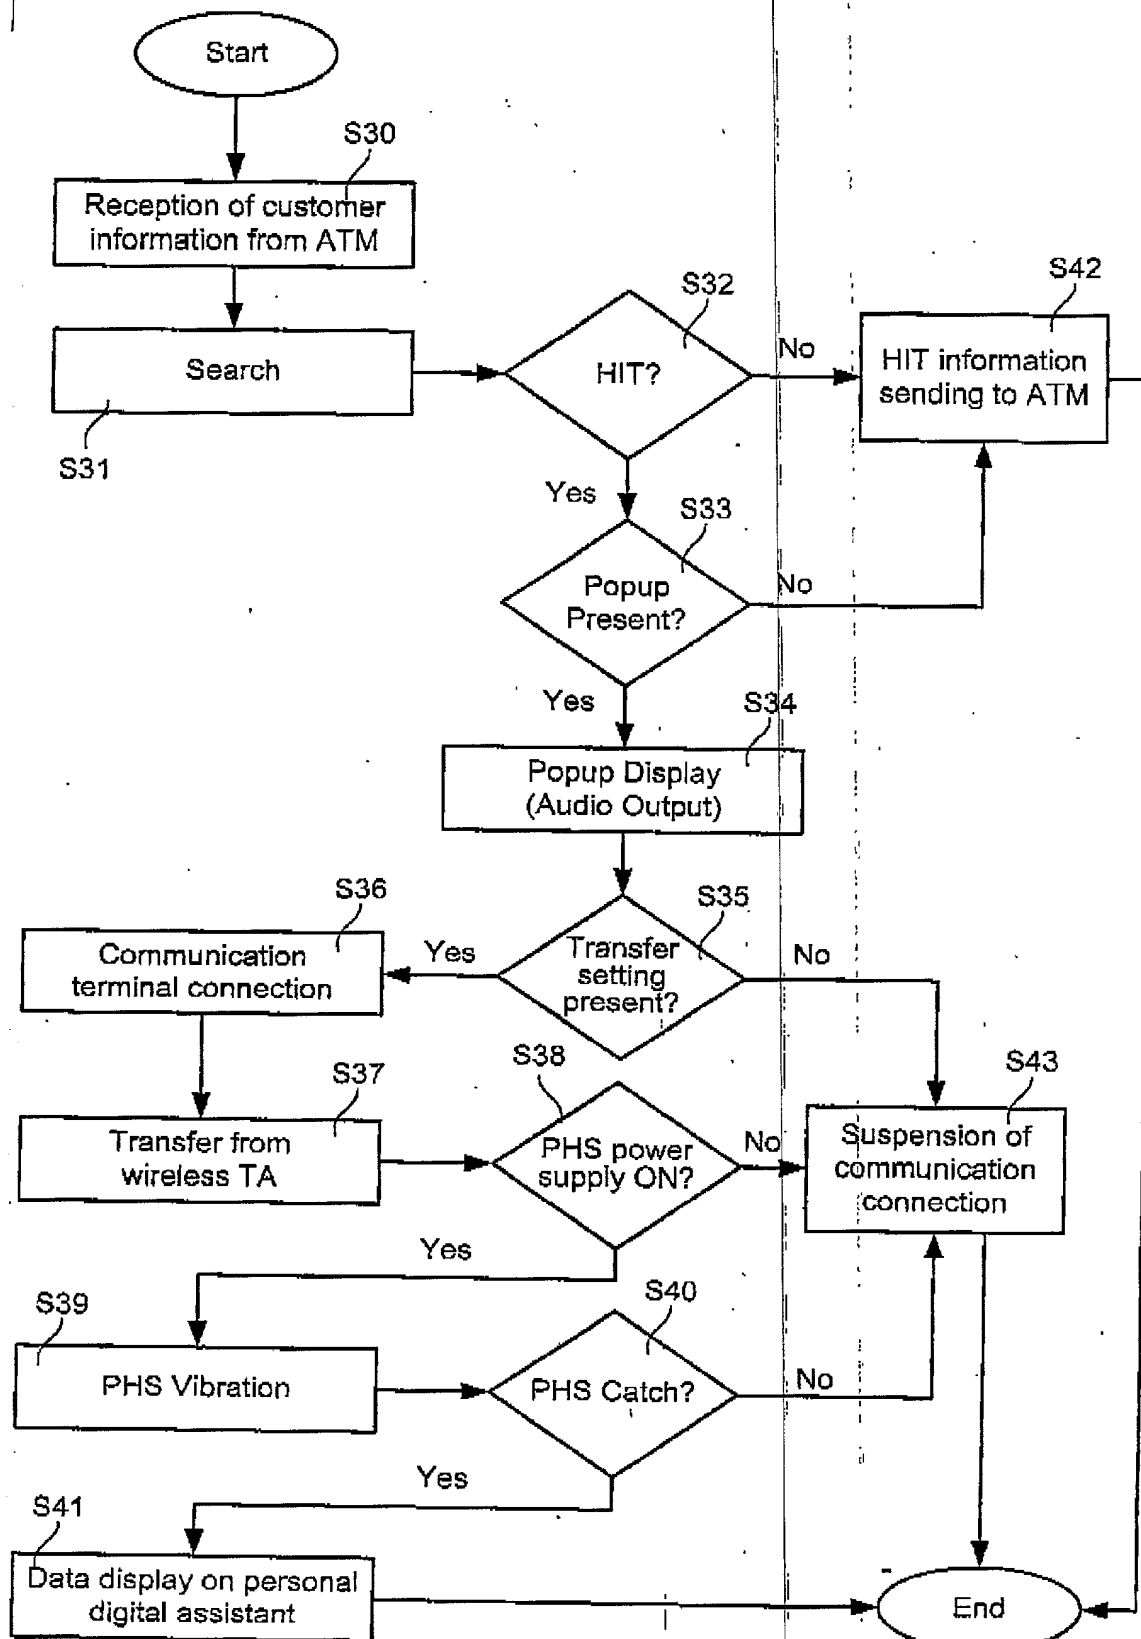 Start
S30
Reception of customer
information from ATM
S32
S42
Search
HIT?
No
HIT information
sending to ATM
S31
Yes
S33
Popup
Present?
No
Yes
S34
Popup Display
(Audio Output)
S36
S35
Communication
terminal connection
Yes
Transfer
setting
present?
No
S38
S43
S37
Transfer from
wireless TA
PHS power
supply ON?
No
Suspension of
communication
connection
Yes
S39
S40
PHS Vibration
PHS Catch?
No
Yes
S41
Data display on personal
digital assistant
End